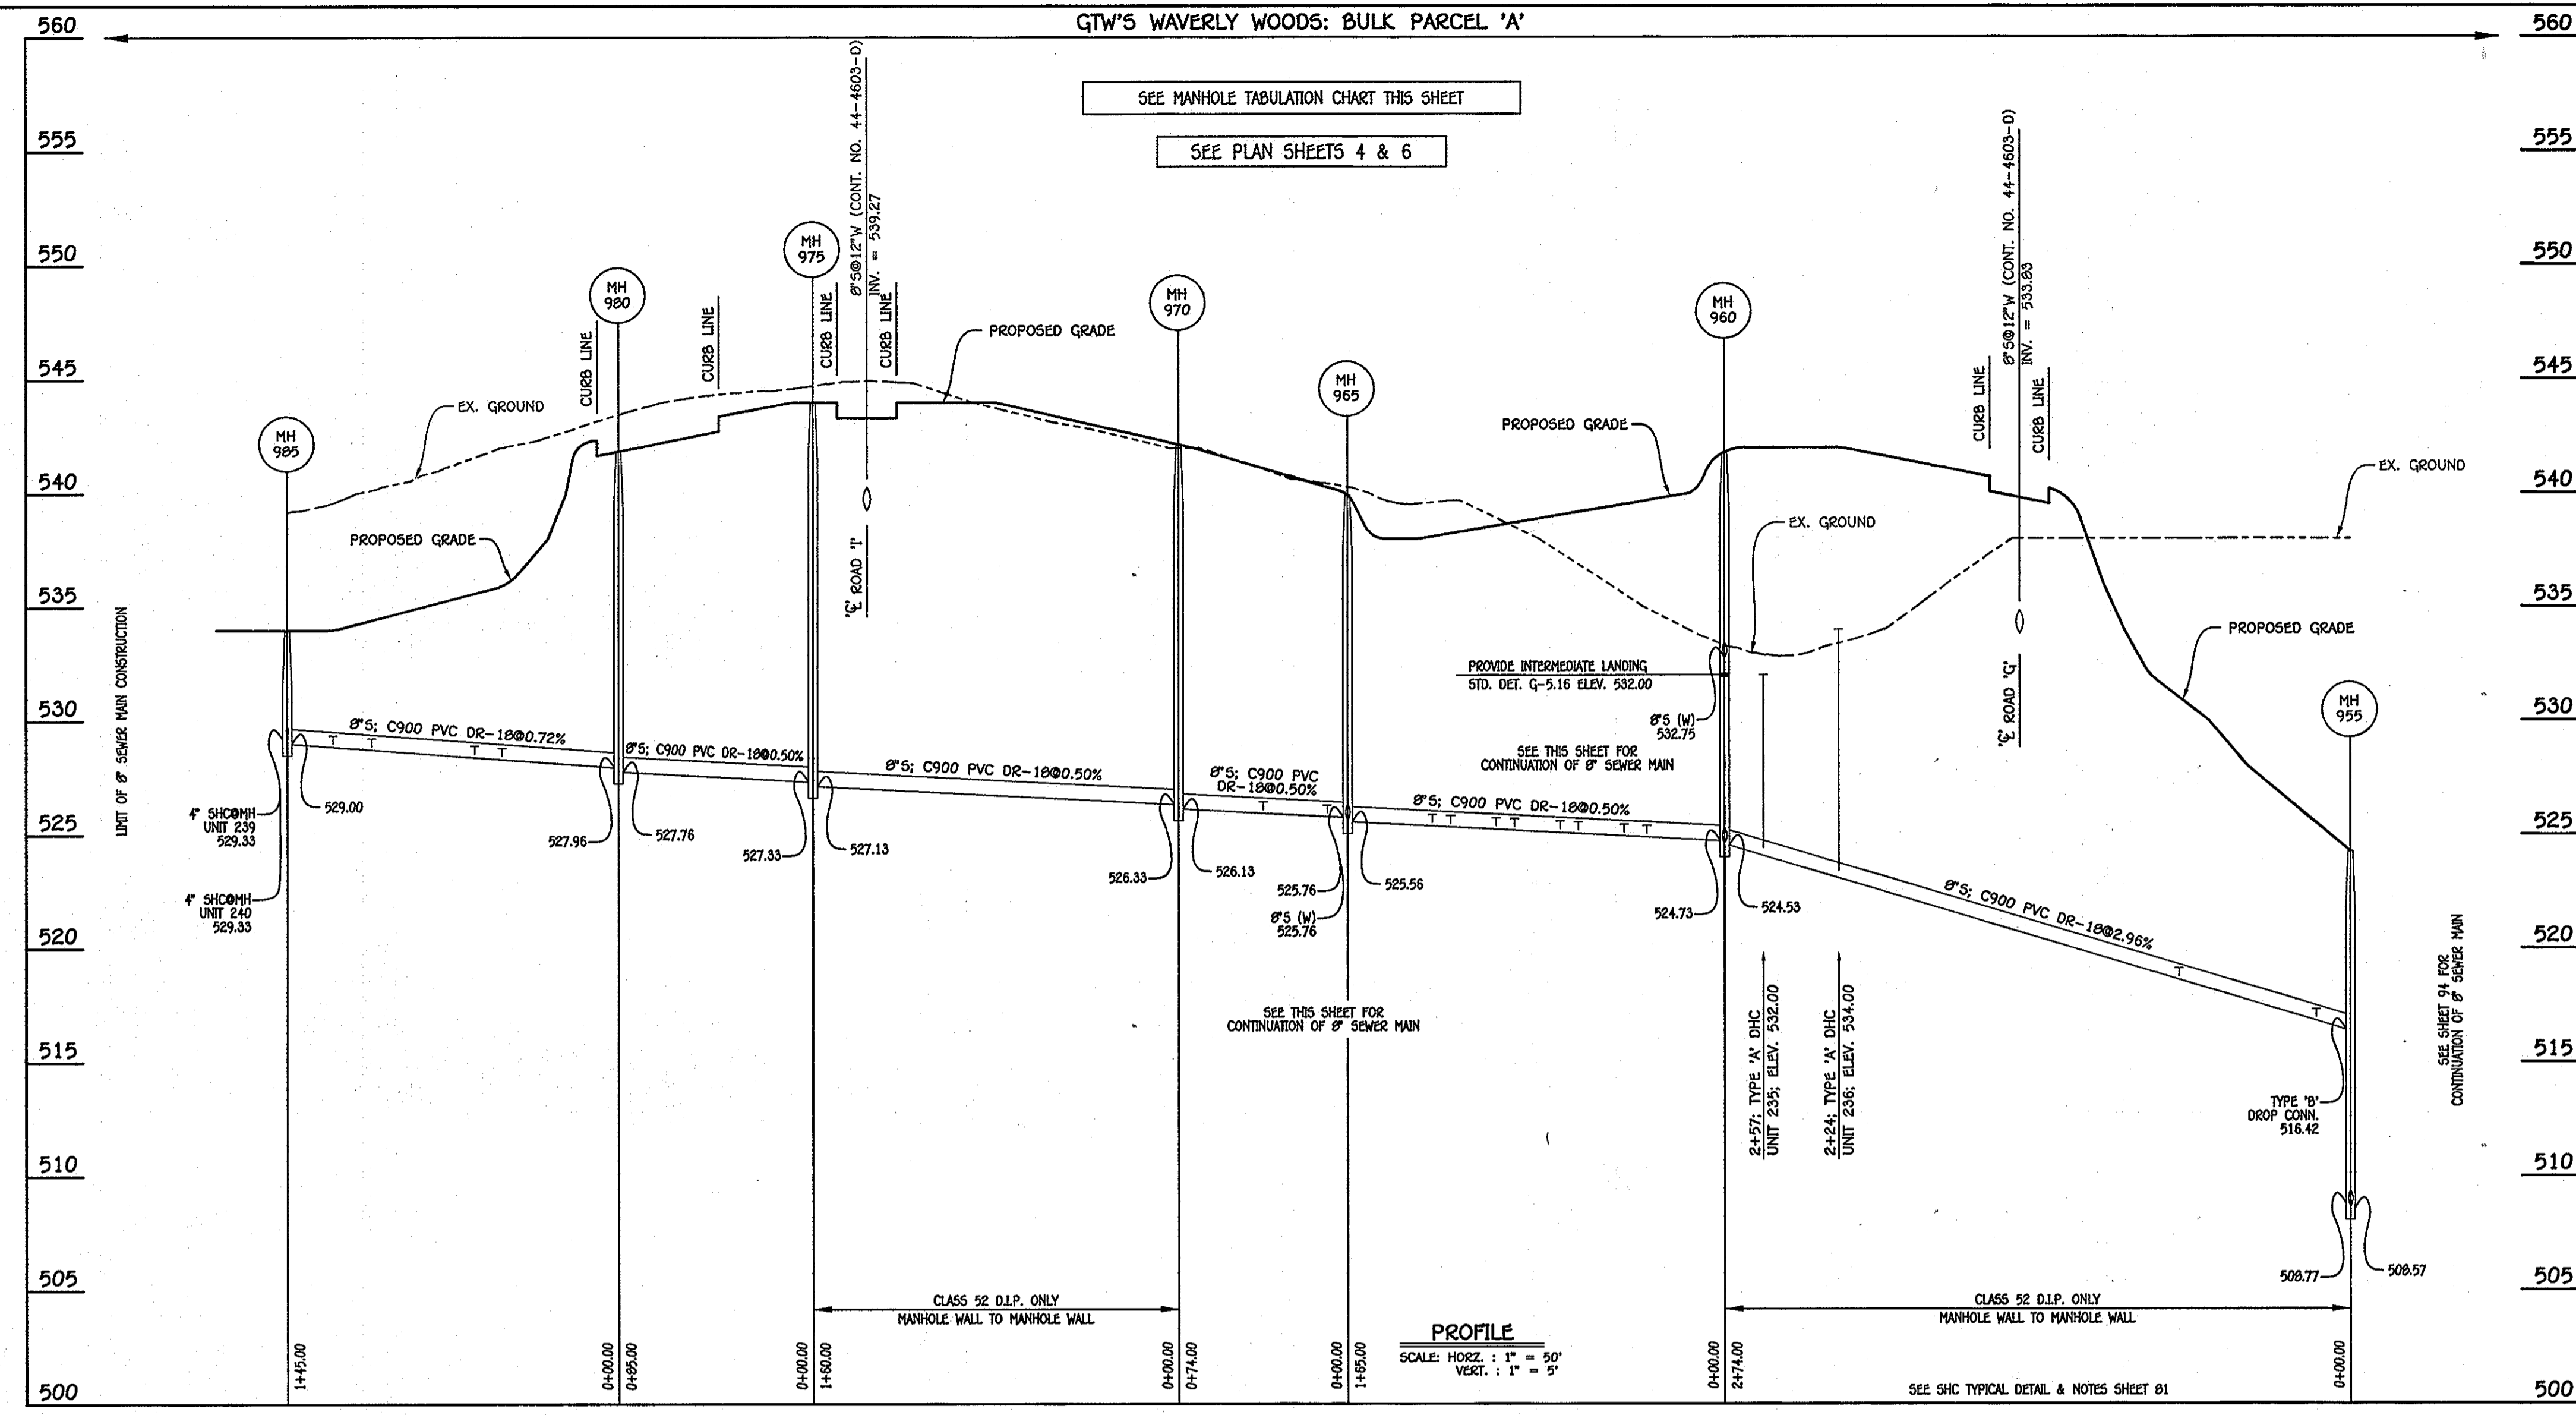 GTW'S WAVERLY WOODS: BULK PARCEL 'A'
560
560
SEE MANHOLE TABULATION CHART THIS SHEET
SEE PLAN SHEETS 4 & 6
555
555
550
550
545
545
540
540
535
535
530
530
525
525
520
520
515
515
510
510
505
505
500
500
LIMIT OF 8" SEWER MAIN CONSTRUCTION
MH
985
EX. GROUND
PROPOSED GRADE
4" SHC@MH
UNIT 239
529.33
4" SHC@MH
UNIT 240
529.33
529.00
8"S; C900 PVC DR-18@0.72%
CURB LINE
MH
980
527.96
527.76
8"S; C900 PVC DR-18@0.50%
CURB LINE
MH
975
527.33
527.13
CURB LINE
8"S@12"W (CONT. NO. 44-4603-D)
INV. = 539.27
CURB LINE
℄ ROAD 'I'
PROPOSED GRADE
8"S; C900 PVC DR-18@0.50%
MH
970
526.33
526.13
8"S; C900 PVC
DR-18@0.50%
MH
965
525.76
8"S (W)
525.76
525.56
SEE THIS SHEET FOR
CONTINUATION OF 8" SEWER MAIN
8"S; C900 PVC DR-18@0.50%
PROPOSED GRADE
MH
960
PROVIDE INTERMEDIATE LANDING
STD. DET. G-5.16 ELEV. 532.00
8"S (W)
532.75
SEE THIS SHEET FOR
CONTINUATION OF 8" SEWER MAIN
524.73
524.53
EX. GROUND
2+57; TYPE 'A' DHC
UNIT 235; ELEV. 532.00
2+24; TYPE 'A' DHC
UNIT 236; ELEV. 534.00
CURB LINE
8"S@12"W (CONT. NO. 44-4603-D)
INV. = 533.83
CURB LINE
℄ ROAD 'G'
8"S; C900 PVC DR-18@2.96%
EX. GROUND
PROPOSED GRADE
MH
955
TYPE 'B'
DROP CONN.
516.42
508.77
508.57
SEE SHEET 94 FOR
CONTINUATION OF 8" SEWER MAIN
CLASS 52 D.I.P. ONLY
MANHOLE WALL TO MANHOLE WALL
CLASS 52 D.I.P. ONLY
MANHOLE WALL TO MANHOLE WALL
1+45.00
0+00.00
0+85.00
0+00.00
1+60.00
0+00.00
0+74.00
0+00.00
1+65.00
0+00.00
2+74.00
0+00.00
PROFILE
SCALE: HORZ. : 1" = 50'
VERT. : 1" = 5'
SEE SHC TYPICAL DETAIL & NOTES SHEET 81